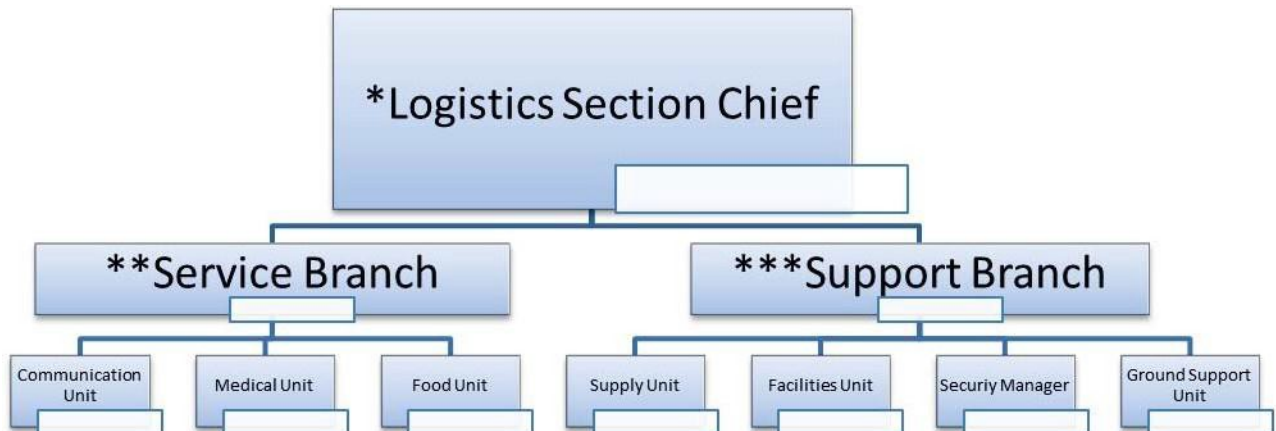 *Logistics Section Chief
**Service Branch
***Support Branch
Communication
Unit
Medical Unit
Food Unit
Supply Unit
Facilities Unit
Securiy Manager
Ground Support
Unit